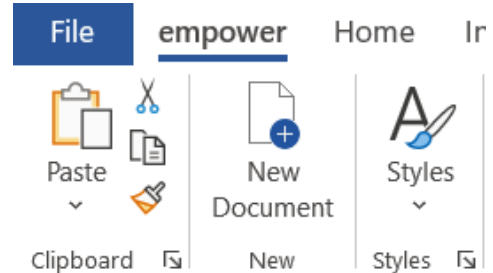 File empower Home
Paste
New
Document
Styles
Clipboard New Styles